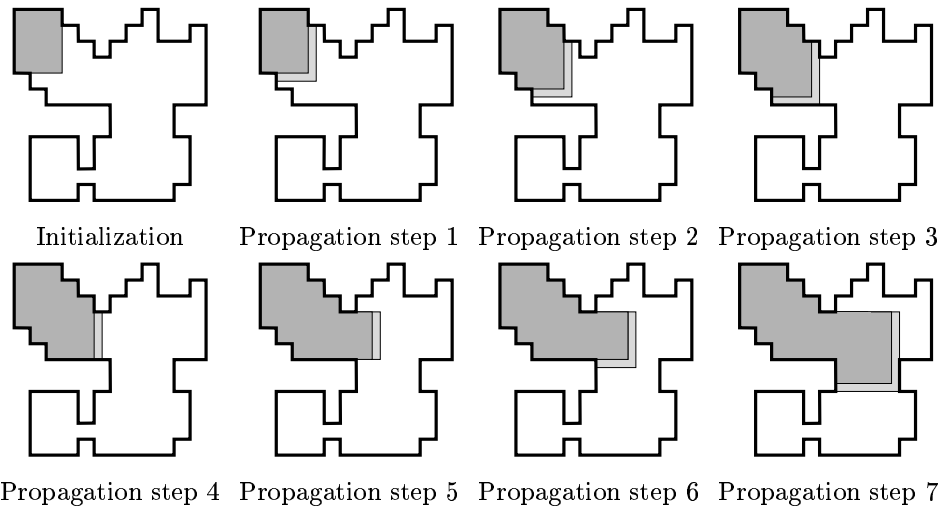 Initialization
Propagation step 1
Propagation step 2
Propagation step 3
Propagation step 4
Propagation step 5
Propagation step 6
Propagation step 7